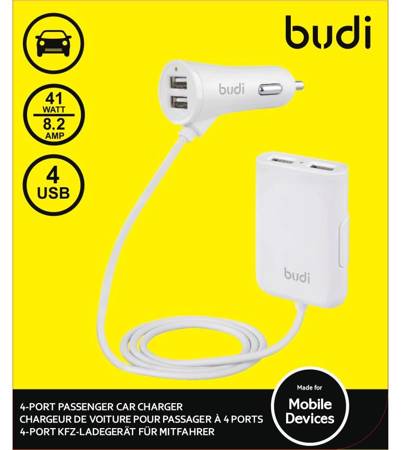 budi
41
WATT
8.2
AMP
4
USB
budi
budi
4-PORT PASSENGER CAR CHARGER
CHARGEUR DE VOITURE POUR PASSAGER À 4 PORTS
4-PORT KFZ-LADEGERÄT FÜR MITFAHRER
Made for
Mobile
Devices